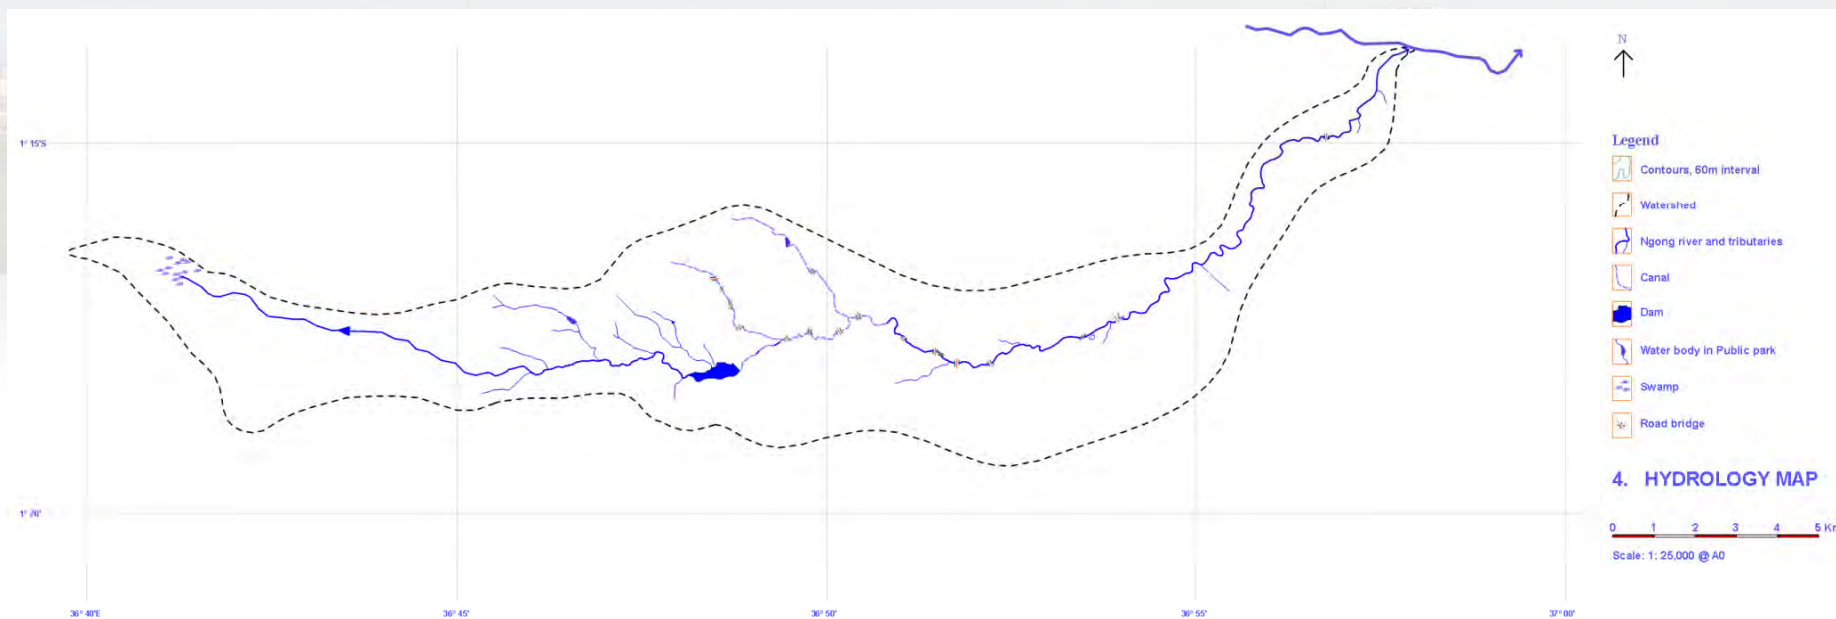 N
1° 15'S
Legend
Contours, 60m interval
Watershed
Ngong river and tributaries
Canal
Dam
Water body in Public park
Swamp
Road bridge
4. HYDROLOGY MAP
0 1 2 3 4 5 Km
Scale: 1: 25,000 @ A0
36° 40'E 36° 45' 36° 50' 36° 55' 37° 00'